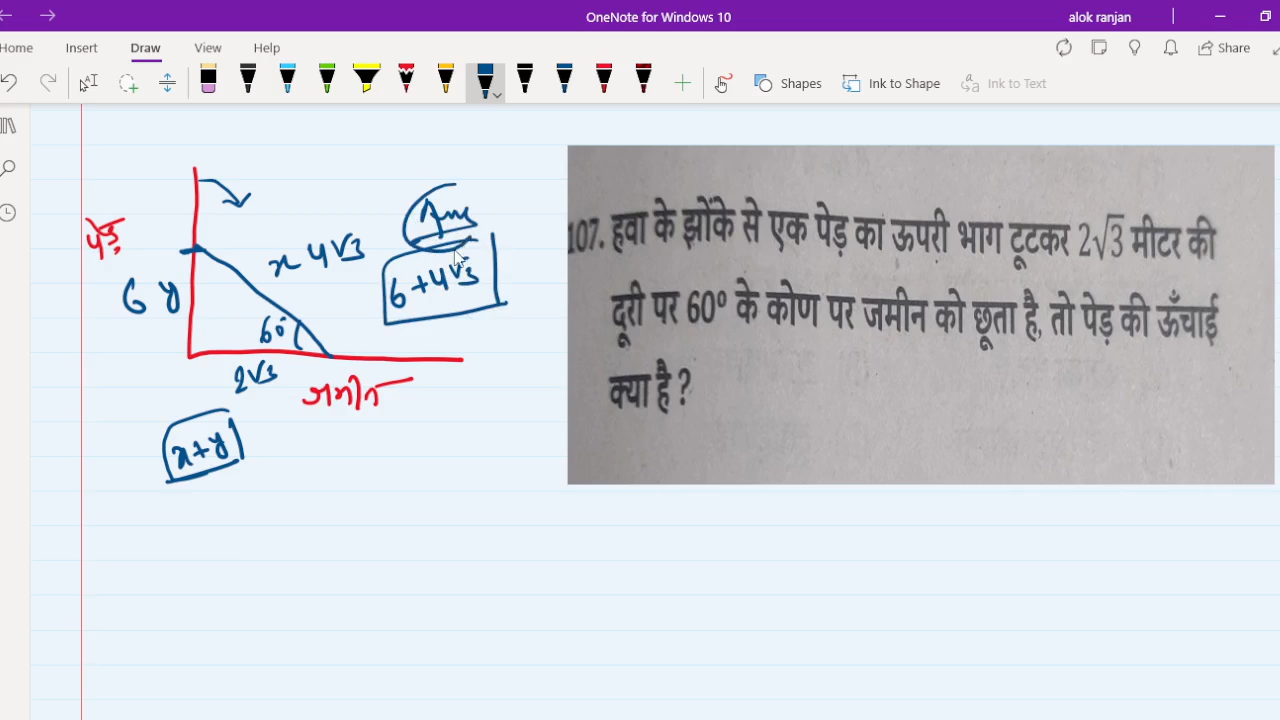 OneNote for Windows 10
alok ranjan
Home Insert Draw View Help
Share
Shapes
Ink to Shape
Ink to Text
पेड़
6 y
x 4√3
60°
2√3
जमीन
x+y
Ans
6+4√3
107. हवा के झोंके से एक पेड़ का ऊपरी भाग टूटकर 2√3 मीटर की
दूरी पर 60° के कोण पर जमीन को छूता है, तो पेड़ की ऊँचाई
क्या है ?